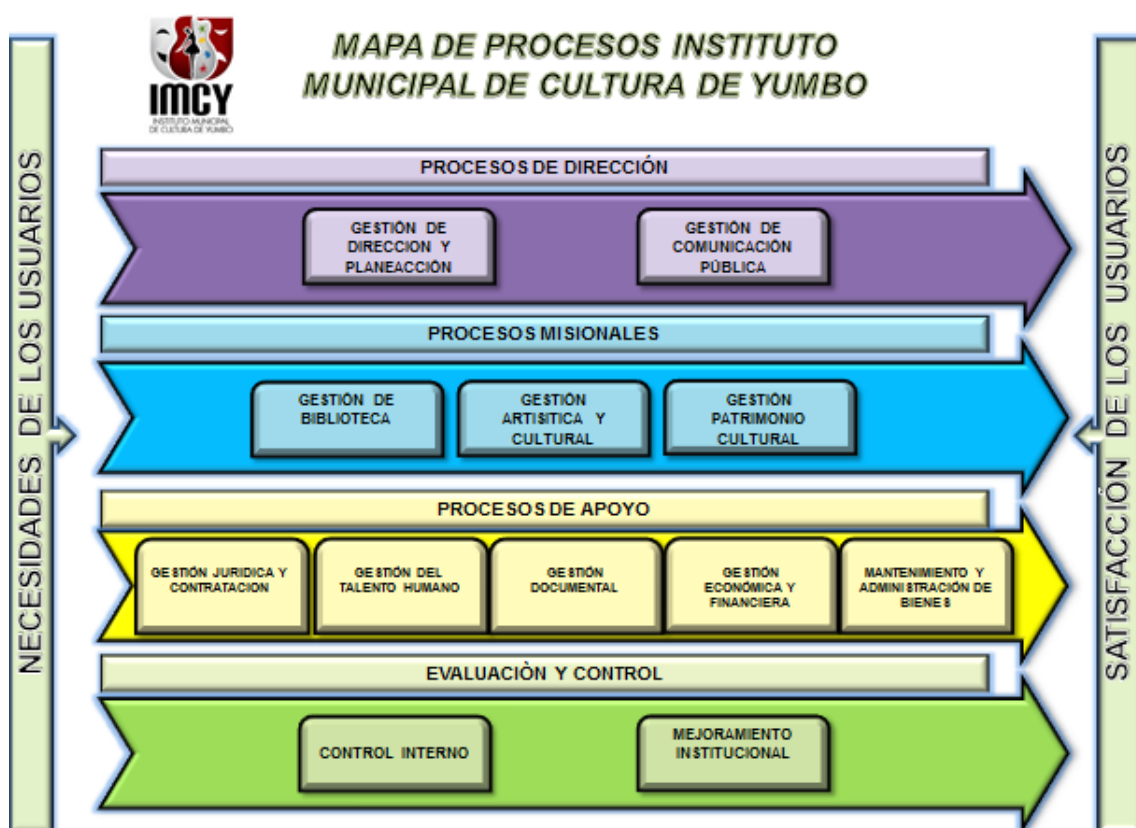 MAPA DE PROCESOS INSTITUTO
MUNICIPAL DE CULTURA DE YUMBO
IMCY
INSTITUTO MUNICIPAL
DE CULTURA DE YUMBO
NECESIDADES DE LOS USUARIOS
PROCESOS DE DIRECCIÓN
GESTIÓN DE
DIRECCION Y
PLANEACCIÓN
GESTIÓN DE
COMUNICACIÓN
PÚBLICA
PROCESOS MISIONALES
GESTIÓN DE
BIBLIOTECA
GESTIÓN
ARTISITICA Y
CULTURAL
GESTIÓN
PATRIMONIO
CULTURAL
PROCESOS DE APOYO
GESTIÓN JURIDICA Y
CONTRATACION
GESTIÓN DEL
TALENTO HUMANO
GESTIÓN
DOCUMENTAL
GESTIÓN
ECONÓMICA Y
FINANCIERA
MANTENIMIENTO Y
ADMINISTRACIÓN DE
BIENES
EVALUACIÒN Y CONTROL
CONTROL INTERNO
MEJORAMIENTO
INSTITUCIONAL
SATISFACCIÓN DE LOS USUARIOS